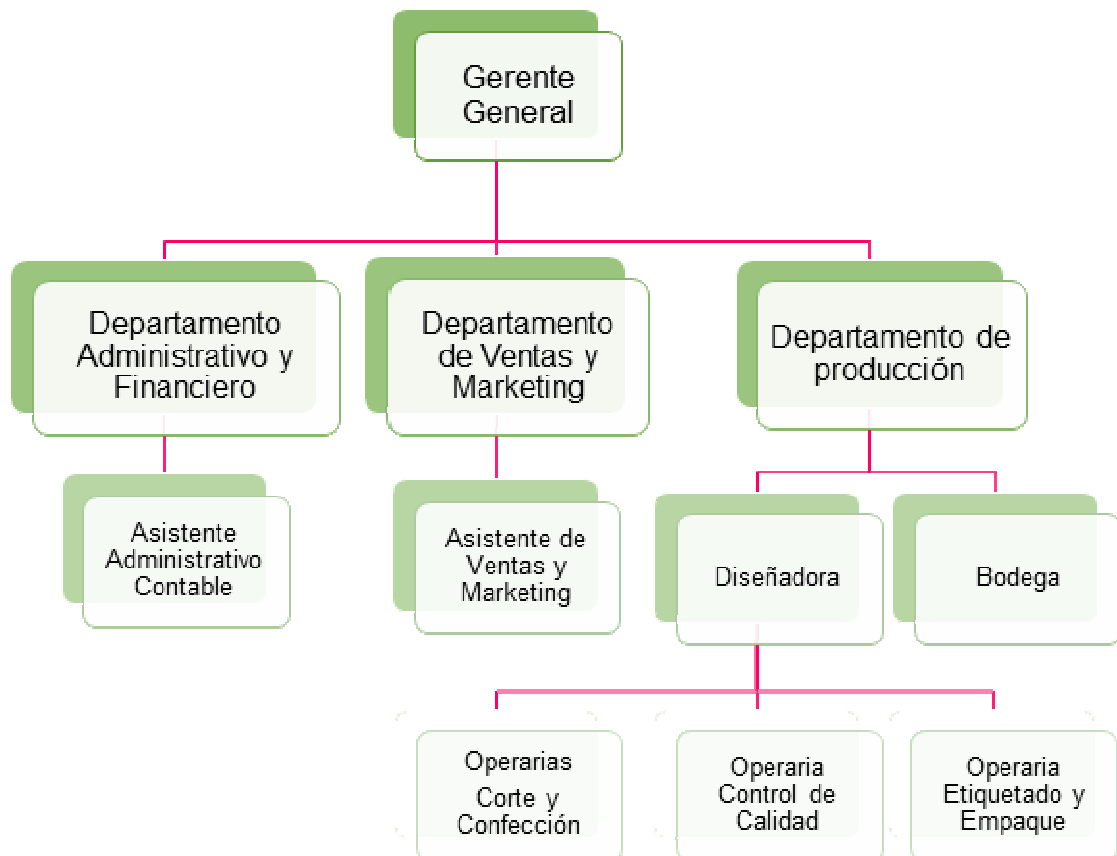 Gerente
General
Departamento
Administrativo y
Financiero
Departamento
de Ventas y
Marketing
Departamento de
producción
Asistente
Administrativo
Contable
Asistente de
Ventas y
Marketing
Diseñadora
Bodega
Operarias
Corte y
Confección
Operaria
Control de
Calidad
Operaria
Etiquetado y
Empaque